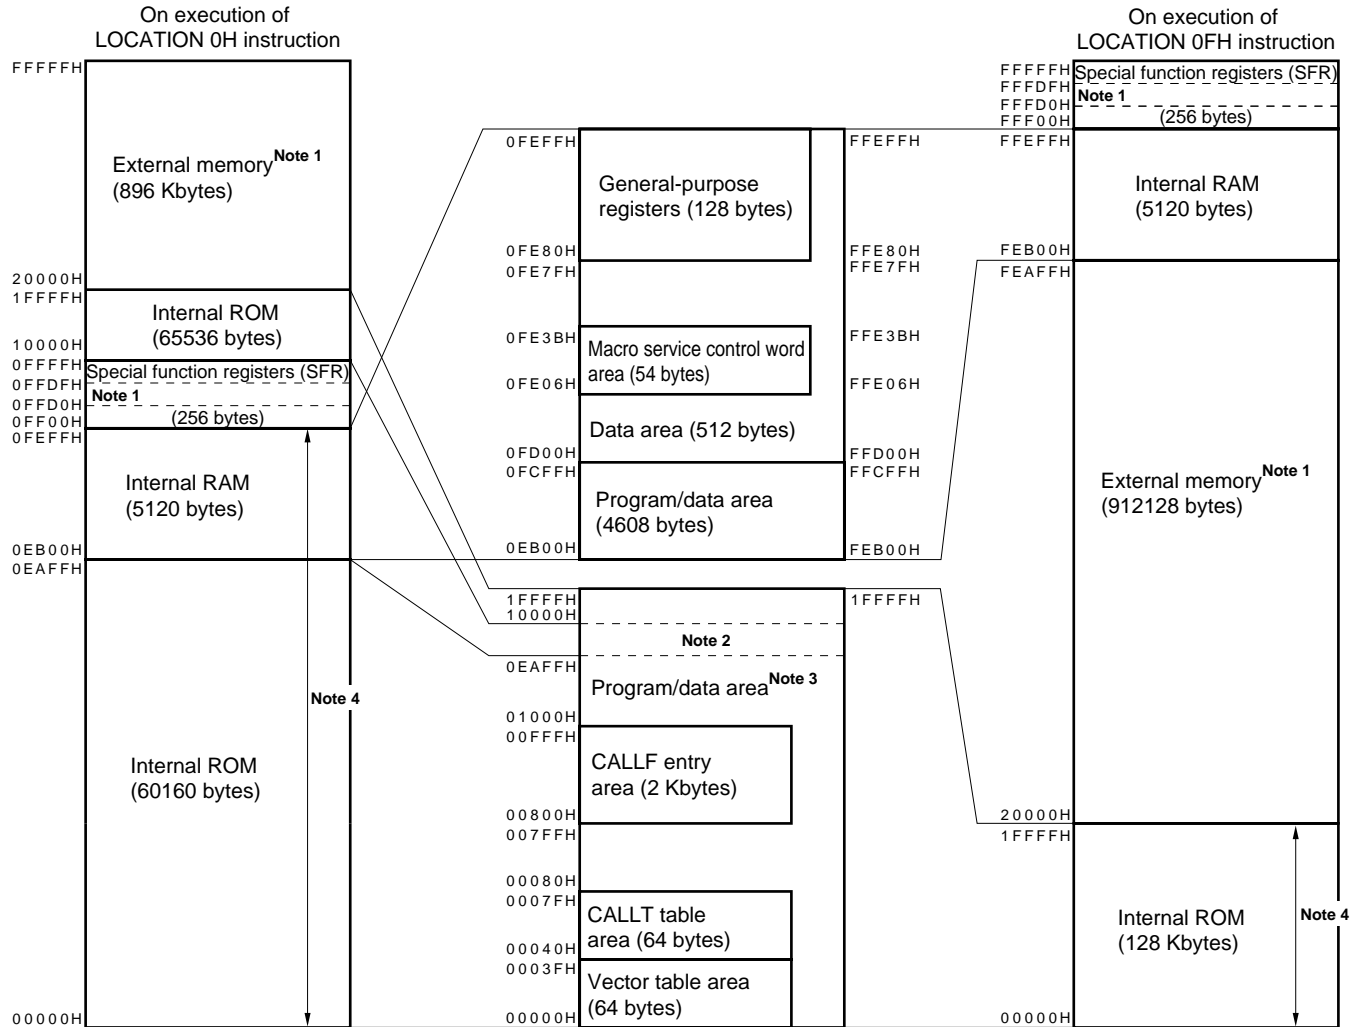 On execution of
LOCATION 0H instruction
FFFFFH
External memory Note 1
(896 Kbytes)
20000H
1FFFFH
Internal ROM
(65536 bytes)
10000H
0FFFFH
Special function registers (SFR)
0FFDFH
Note 1
0FFD0H
(256 bytes)
0FF00H
0FEFFH
Internal RAM
(5120 bytes)
0EB00H
0EAFFH
Note 4
Internal ROM
(60160 bytes)
00000H
0FEFFH
FFEFFH
General-purpose
registers (128 bytes)
0FE80H
FFE80H
0FE7FH
FFE7FH
0FE3BH
FFE3BH
Macro service control word
area (54 bytes)
0FE06H
FFE06H
Data area (512 bytes)
0FD00H
FFD00H
0FCFFH
FFCFFH
Program/data area
(4608 bytes)
0EB00H
FEB00H
1FFFFH
1FFFFH
10000H
Note 2
0EAFFH
Program/data area Note 3
01000H
00FFFH
CALLF entry
area (2 Kbytes)
00800H
007FFH
00080H
0007FH
CALLT table
area (64 bytes)
00040H
0003FH
Vector table area
(64 bytes)
00000H
On execution of
LOCATION 0FH instruction
FFFFFH
Special function registers (SFR)
FFFDFH
Note 1
FFFD0H
(256 bytes)
FFF00H
FFEFFH
Internal RAM
(5120 bytes)
FEB00H
FEAFFH
External memory Note 1
(912128 bytes)
20000H
1FFFFH
Internal ROM
(128 Kbytes)
Note 4
00000H